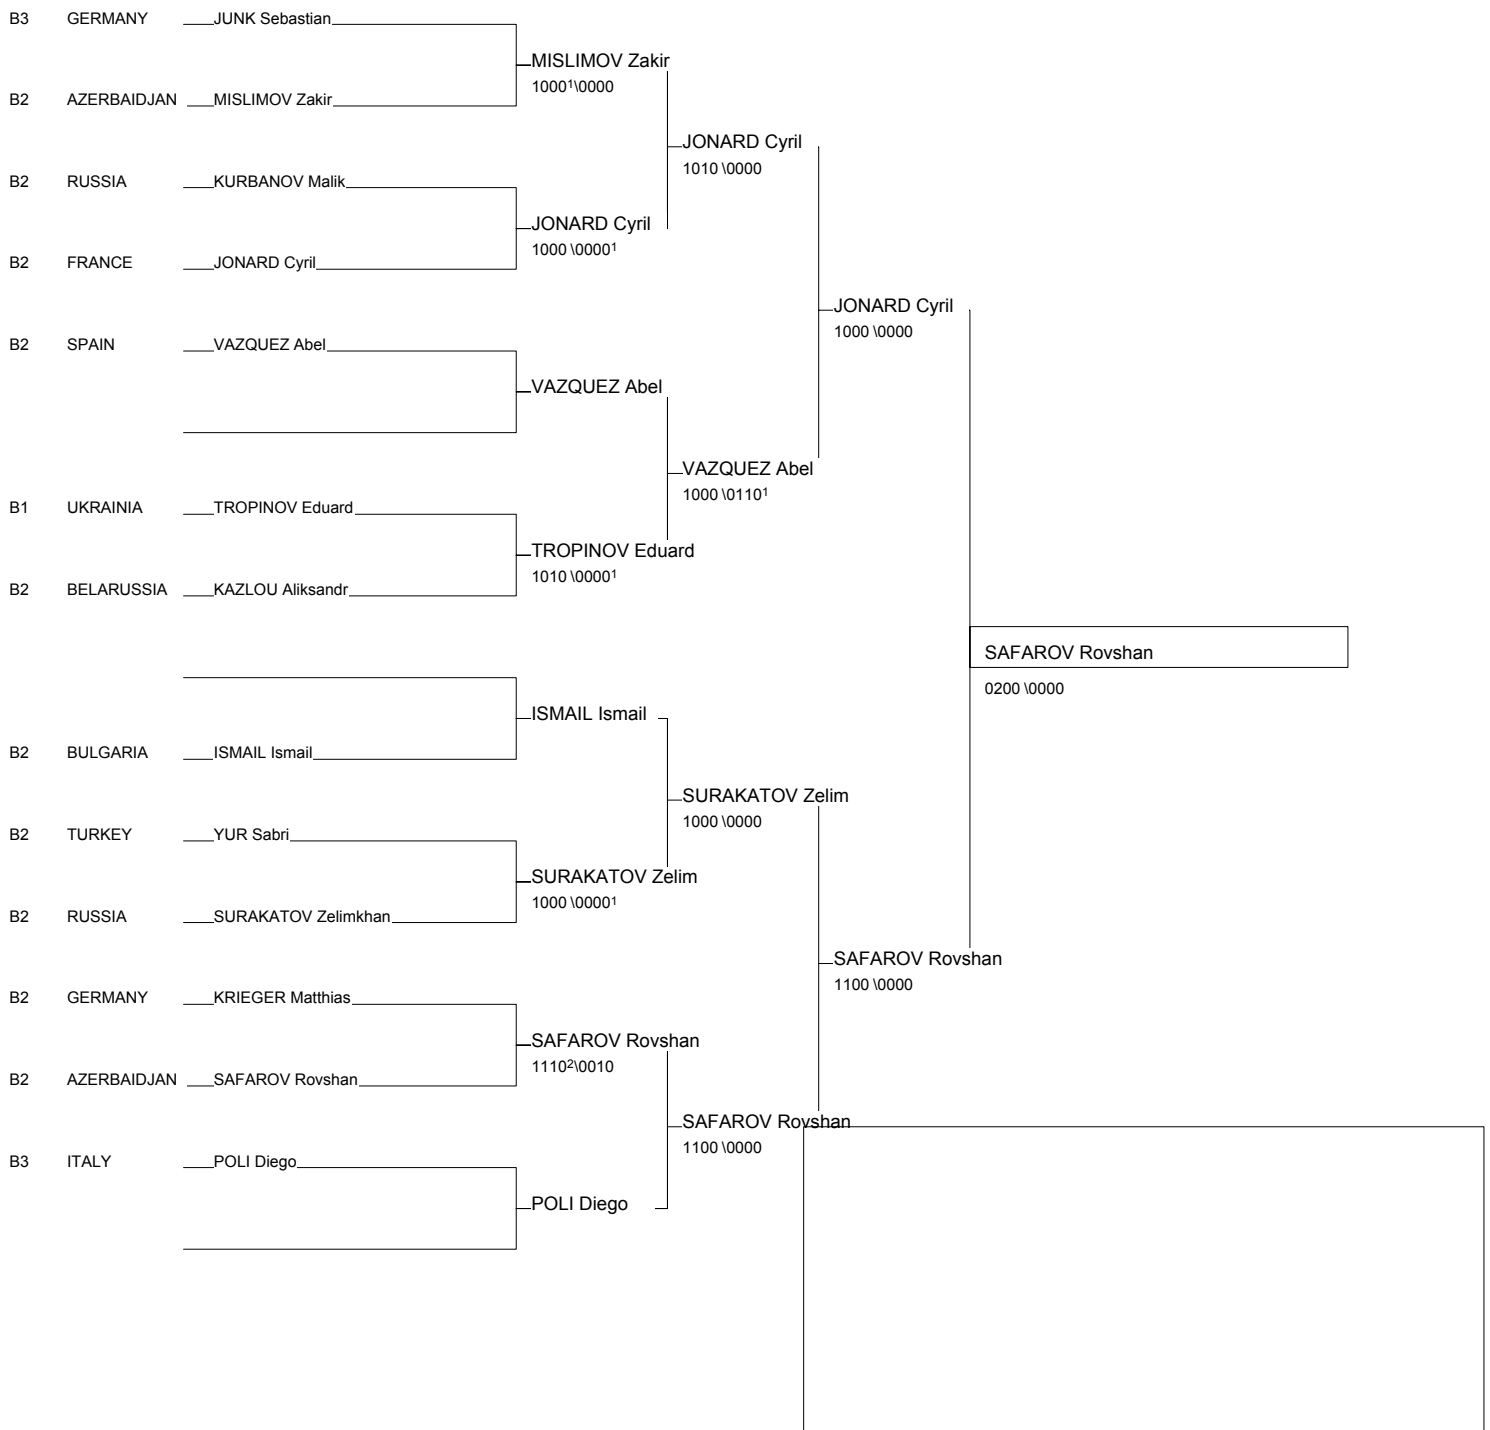 B3 GERMANY JUNK Sebastian
MISLIMOV Zakir
1000¹\0000
B2 AZERBAIDJAN MISLIMOV Zakir
JONARD Cyril
1010 \0000
B2 RUSSIA KURBANOV Malik
JONARD Cyril
1000 \0000¹
B2 FRANCE JONARD Cyril
JONARD Cyril
1000 \0000
B2 SPAIN VAZQUEZ Abel
VAZQUEZ Abel
VAZQUEZ Abel
1000 \0110¹
B1 UKRAINIA TROPINOV Eduard
TROPINOV Eduard
1010 \0000¹
B2 BELARUSSIA KAZLOU Aliksandr
SAFAROV Rovshan
0200 \0000
ISMAIL Ismail
B2 BULGARIA ISMAIL Ismail
SURAKATOV Zelim
1000 \0000
B2 TURKEY YUR Sabri
SURAKATOV Zelim
1000 \0000¹
B2 RUSSIA SURAKATOV Zelimkhan
SAFAROV Rovshan
1100 \0000
B2 GERMANY KRIEGER Matthias
SAFAROV Rovshan
1110²\0010
B2 AZERBAIDJAN SAFAROV Rovshan
SAFAROV Rovshan
1100 \0000
B3 ITALY POLI Diego
POLI Diego